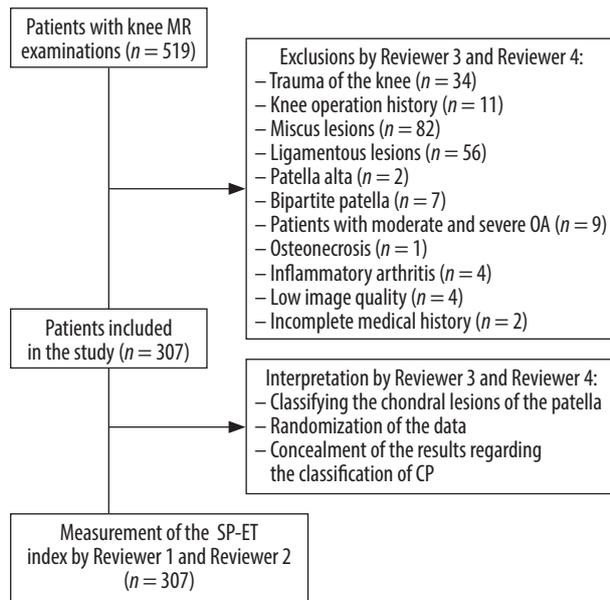 Patients with knee MR
examinations (n = 519)
Exclusions by Reviewer 3 and Reviewer 4:
– Trauma of the knee (n = 34)
– Knee operation history (n = 11)
– Miscus lesions (n = 82)
– Ligamentous lesions (n = 56)
– Patella alta (n = 2)
– Bipartite patella (n = 7)
– Patients with moderate and severe OA (n = 9)
– Osteonecrosis (n = 1)
– Inflammatory arthritis (n = 4)
– Low image quality (n = 4)
– Incomplete medical history (n = 2)
Patients included
in the study (n = 307)
Interpretation by Reviewer 3 and Reviewer 4:
– Classifying the chondral lesions of the patella
– Randomization of the data
– Concealment of the results regarding
the classification of CP
Measurement of the SP-ET
index by Reviewer 1 and Reviewer 2
(n = 307)